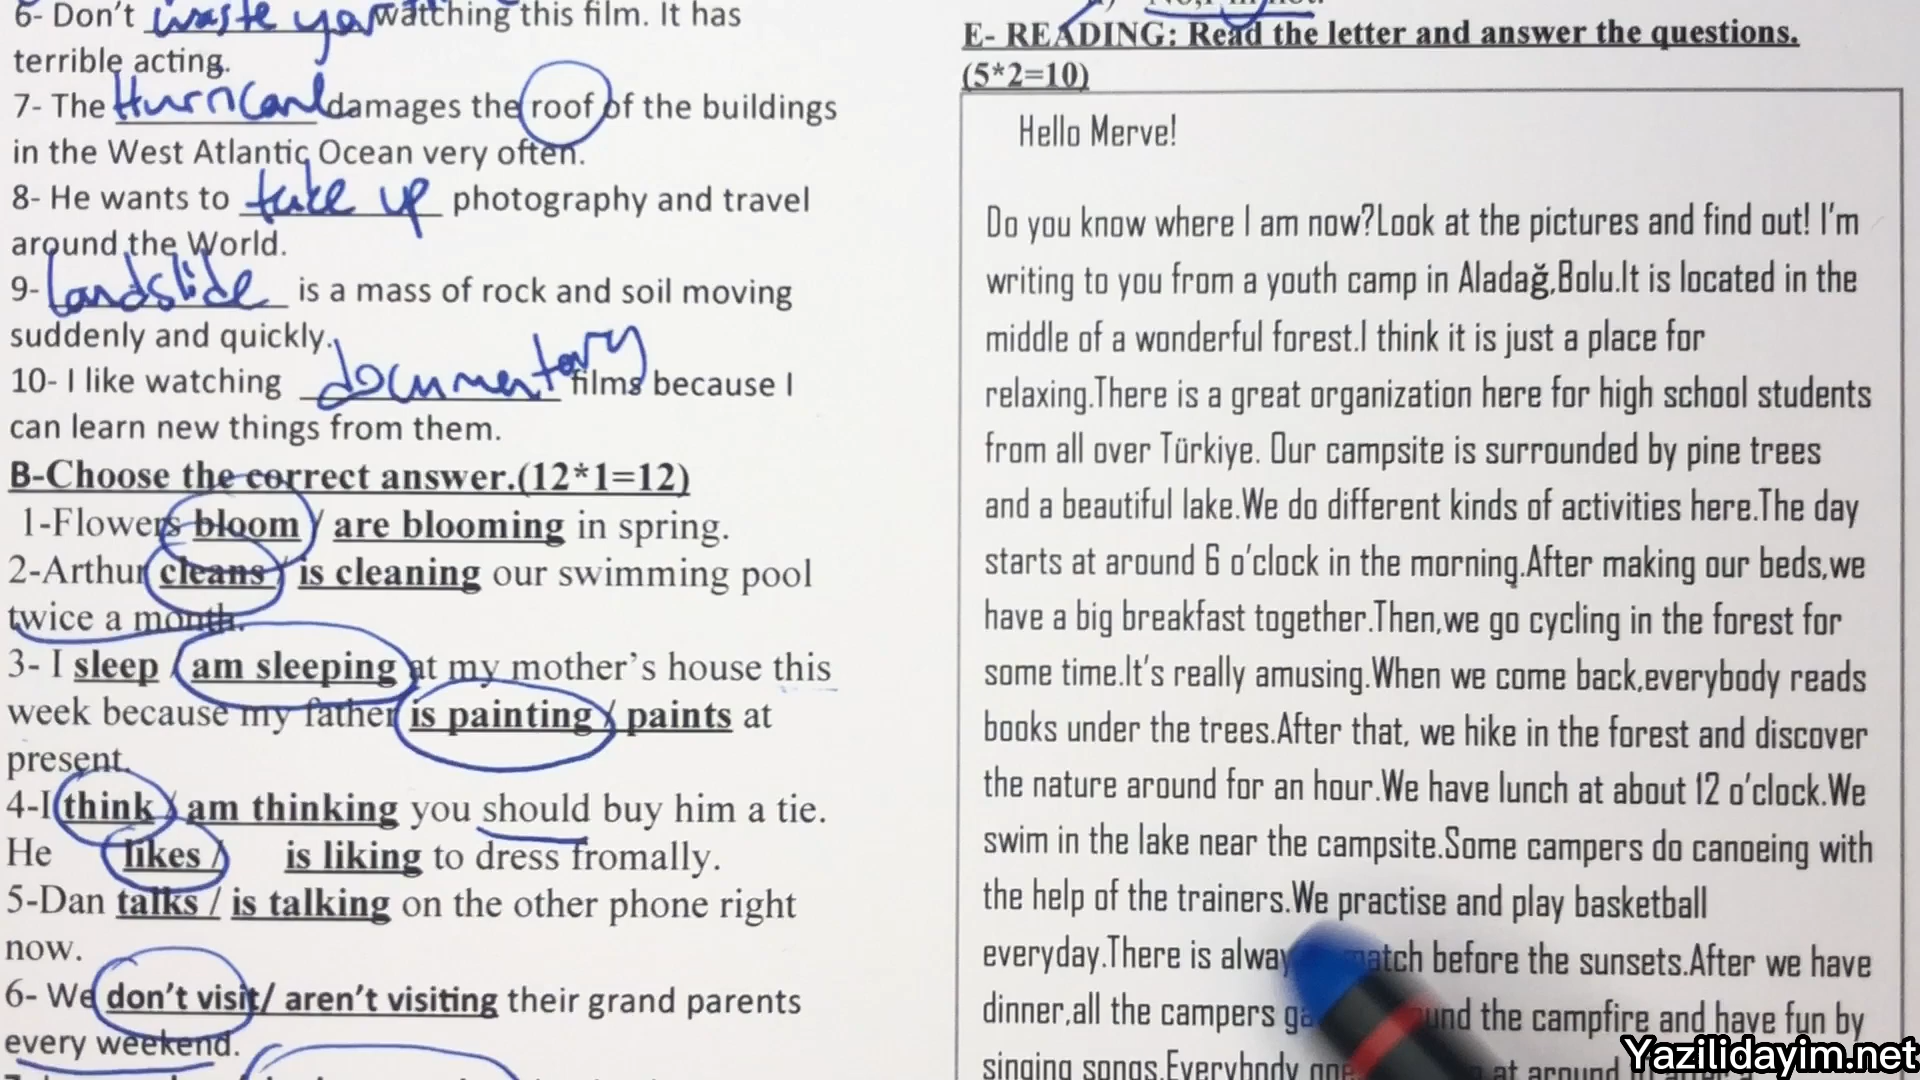 6- Don't waste your watching this film. It has
terrible acting.
7- The Hurricane damages the roof of the buildings
in the West Atlantic Ocean very often.
8- He wants to take up photography and travel
around the World.
9- Landslide is a mass of rock and soil moving
suddenly and quickly.
10- I like watching documentary films because I
can learn new things from them.
B-Choose the correct answer.(12*1=12)
1-Flowers bloom / are blooming in spring.
2-Arthur cleans / is cleaning our swimming pool
twice a month.
3- I sleep / am sleeping at my mother's house this
week because my father is painting / paints at
present.
4-I think / am thinking you should buy him a tie.
He likes / is liking to dress fromally.
5-Dan talks / is talking on the other phone right
now.
6- We don't visit/ aren't visiting their grand parents
every weekend.
E- READING: Read the letter and answer the questions.
(5*2=10)
Hello Merve!
Do you know where I am now?Look at the pictures and find out! I'm
writing to you from a youth camp in Aladağ,Bolu.It is located in the
middle of a wonderful forest.I think it is just a place for
relaxing.There is a great organization here for high school students
from all over Türkiye. Our campsite is surrounded by pine trees
and a beautiful lake.We do different kinds of activities here.The day
starts at around 6 o'clock in the morning.After making our beds,we
have a big breakfast together.Then,we go cycling in the forest for
some time.It's really amusing.When we come back,everybody reads
books under the trees.After that, we hike in the forest and discover
the nature around for an hour.We have lunch at about 12 o'clock.We
swim in the lake near the campsite.Some campers do canoeing with
the help of the trainers.We practise and play basketball
everyday.There is match before the sunsets.After we have
dinner,all the campers the campfire and have fun by
singing songs.Everybody at around
Yazilidayim.net